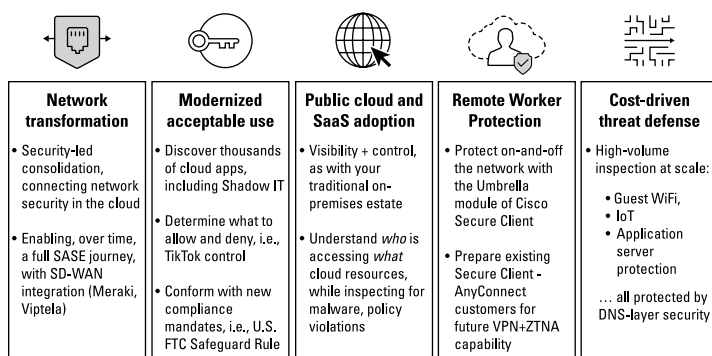 Network
transformation
• Security-led
consolidation,
connecting network
security in the cloud
• Enabling, over time,
a full SASE journey,
with SD-WAN
integration (Meraki,
Viptela)
Modernized
acceptable use
• Discover thousands
of cloud apps,
including Shadow IT
• Determine what to
allow and deny, i.e.,
TikTok control
• Conform with new
compliance
mandates, i.e., U.S.
FTC Safeguard Rule
Public cloud and
SaaS adoption
• Visibility + control,
as with your
traditional on-
premises estate
• Understand who is
accessing what
cloud resources,
while inspecting for
malware, policy
violations
Remote Worker
Protection
• Protect on-and-off
the network with
the Umbrella
module of Cisco
Secure Client
• Prepare existing
Secure Client -
AnyConnect
customers for
future VPN+ZTNA
capability
Cost-driven
threat defense
• High-volume
inspection at scale:
• Guest WiFi,
• IoT
• Application
server
protection
... all protected by
DNS-layer security